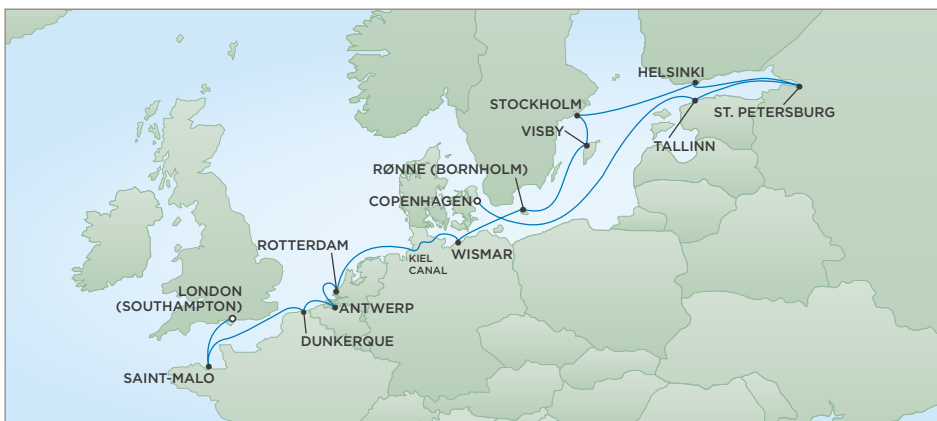 HELSINKI
STOCKHOLM
ST. PETERSBURG
VISBY
TALLINN
RØNNE (BORNHOLM)
COPENHAGEN
ROTTERDAM
WISMAR
KIEL
CANAL
LONDON
(SOUTHAMPTON)
ANTWERP
DUNKERQUE
SAINT-MALO